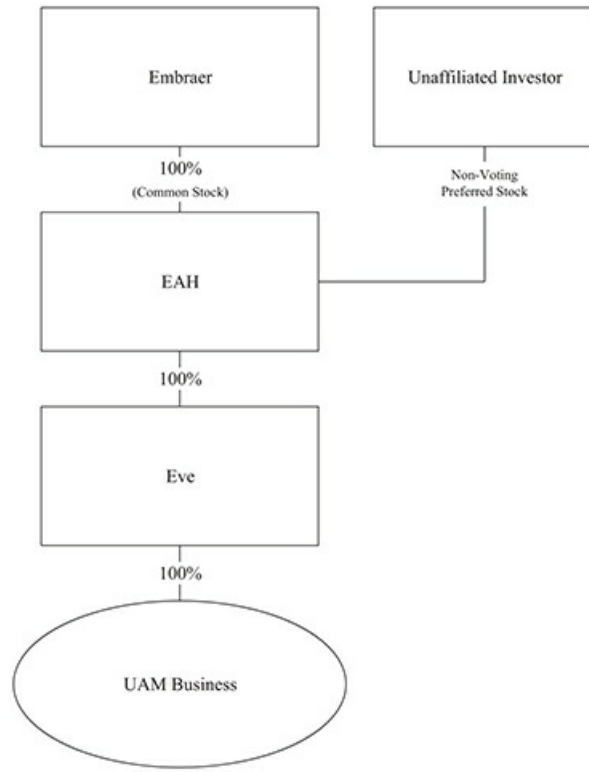 Embraer
Unaffiliated Investor
100%
(Common Stock)
Non-Voting
Preferred Stock
EAH
100%
Eve
100%
UAM Business